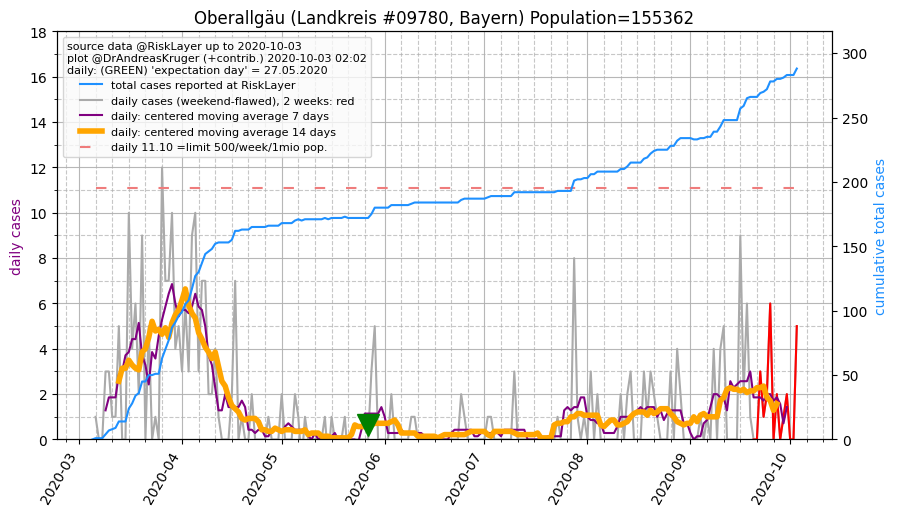 Oberallgäu (Landkreis #09780, Bayern) Population=155362
source data @RiskLayer up to 2020-10-03
plot @DrAndreasKruger (+contrib.) 2020-10-03 02:02
daily: (GREEN) 'expectation day' = 27.05.2020
total cases reported at RiskLayer
daily cases (weekend-flawed), 2 weeks: red
daily: centered moving average 7 days
daily: centered moving average 14 days
daily 11.10 =limit 500/week/1mio pop.
daily cases
18
16
14
12
10
8
6
4
2
0
cumulative total cases
300
250
200
150
100
50
0
2020-03
2020-04
2020-05
2020-06
2020-07
2020-08
2020-09
2020-10